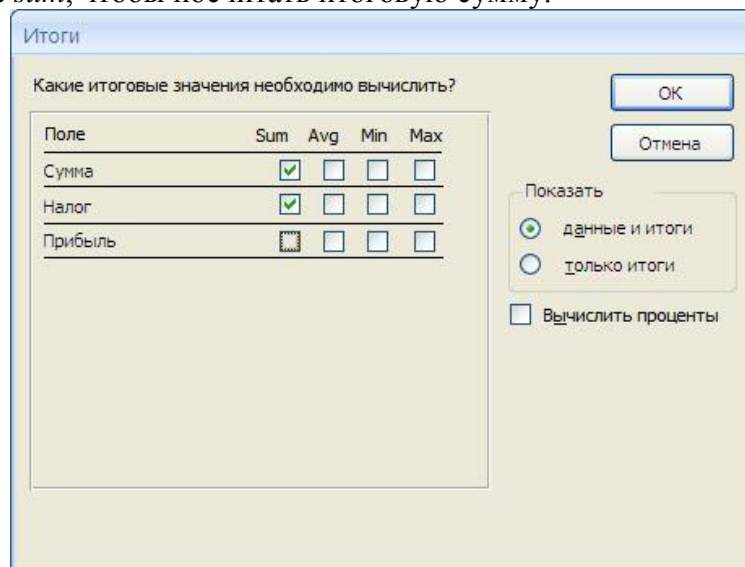 sum, чтобы посчитать итоговую сумму.
Итоги
Какие итоговые значения необходимо вычислить?
OK
Отмена
Поле Sum Avg Min Max
Сумма
Налог
Прибыль
Показать
данные и итоги
только итоги
Вычислить проценты